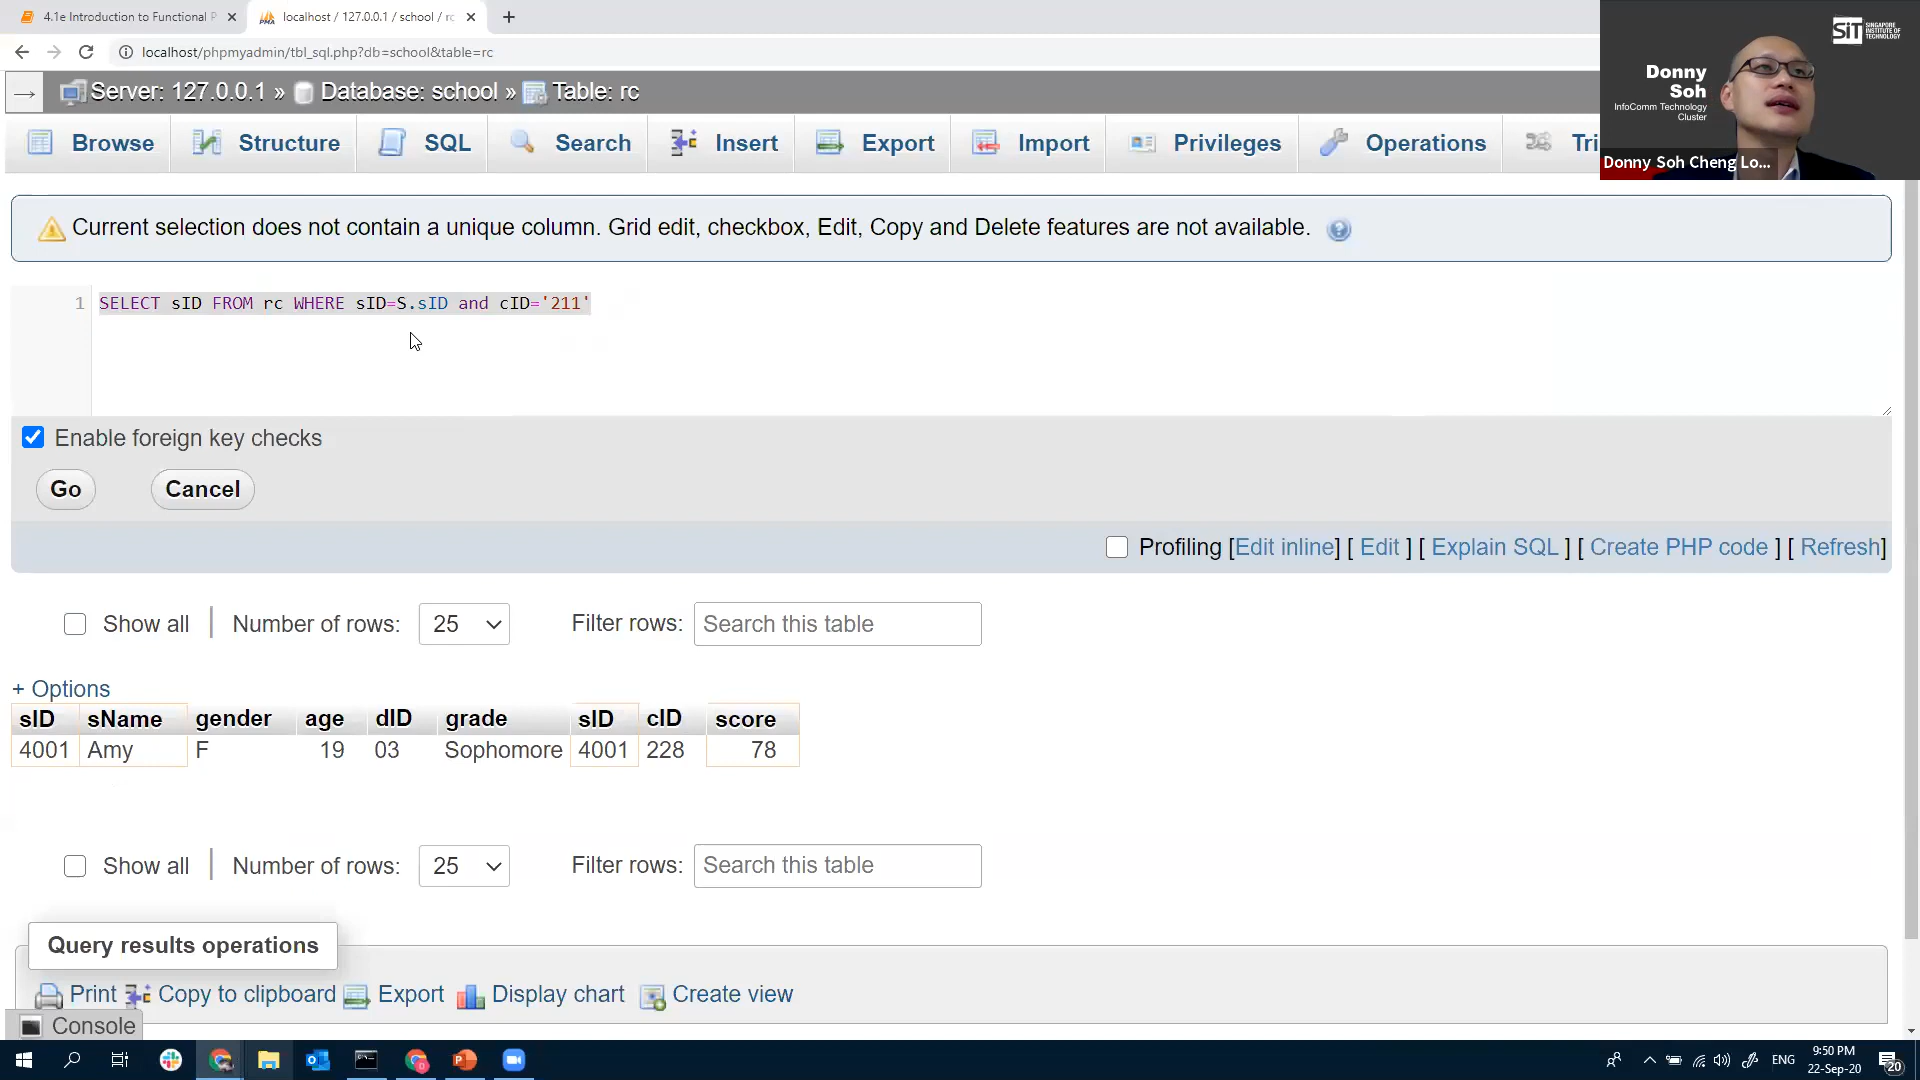 4.1e Introduction to Functional P
localhost / 127.0.0.1 / school / rc
localhost/phpmyadmin/tbl_sql.php?db=school&table=rc
SiT SINGAPORE INSTITUTE OF TECHNOLOGY
Donny Soh
InfoComm Technology Cluster
Donny Soh Cheng Lo...
Server: 127.0.0.1 » Database: school » Table: rc
Browse Structure SQL Search Insert Export Import Privileges Operations Tri
Current selection does not contain a unique column. Grid edit, checkbox, Edit, Copy and Delete features are not available.
1 SELECT sID FROM rc WHERE sID=S.sID and cID='211'
Enable foreign key checks
Go Cancel
Profiling [Edit inline] [ Edit ] [ Explain SQL ] [ Create PHP code ] [ Refresh]
Show all | Number of rows: 25 Filter rows: Search this table
+ Options
sID sName gender age dID grade sID cID score
4001 Amy F 19 03 Sophomore 4001 228 78
Show all | Number of rows: 25 Filter rows: Search this table
Query results operations
Print Copy to clipboard Export Display chart Create view
Console
ENG 9:50 PM
22-Sep-20
20